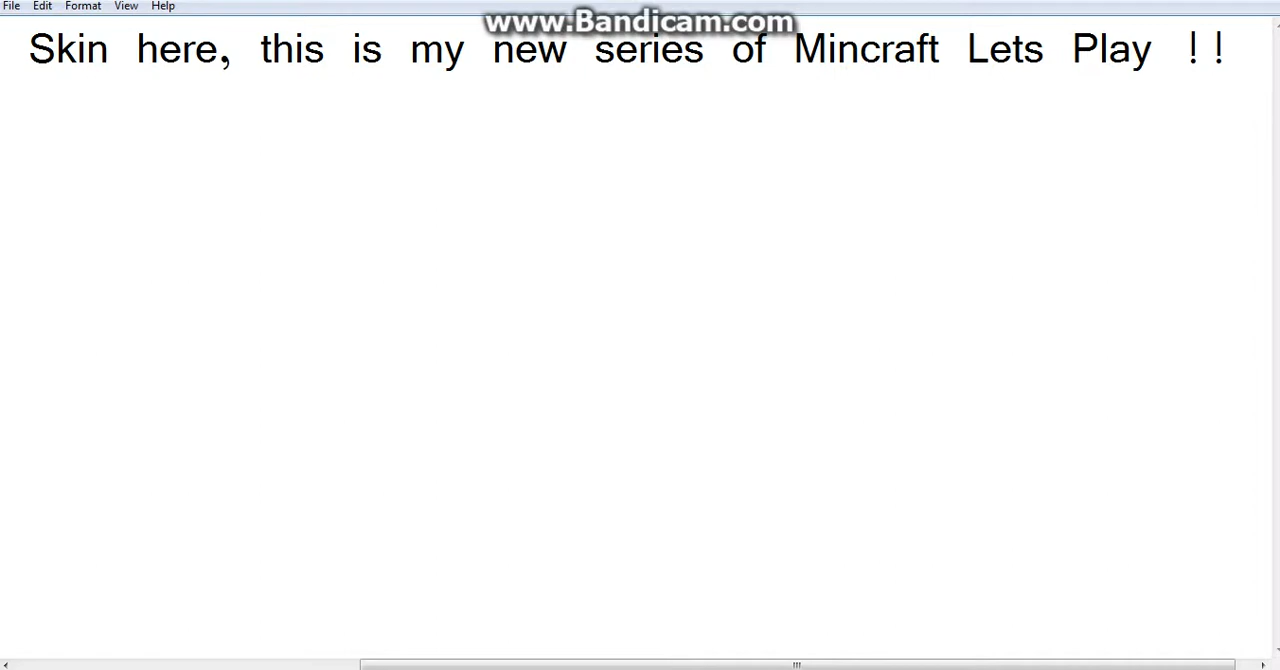 www.Bandicam.com
File Edit Format View Help
Skin here, this is my new series of Mincraft Lets Play !!